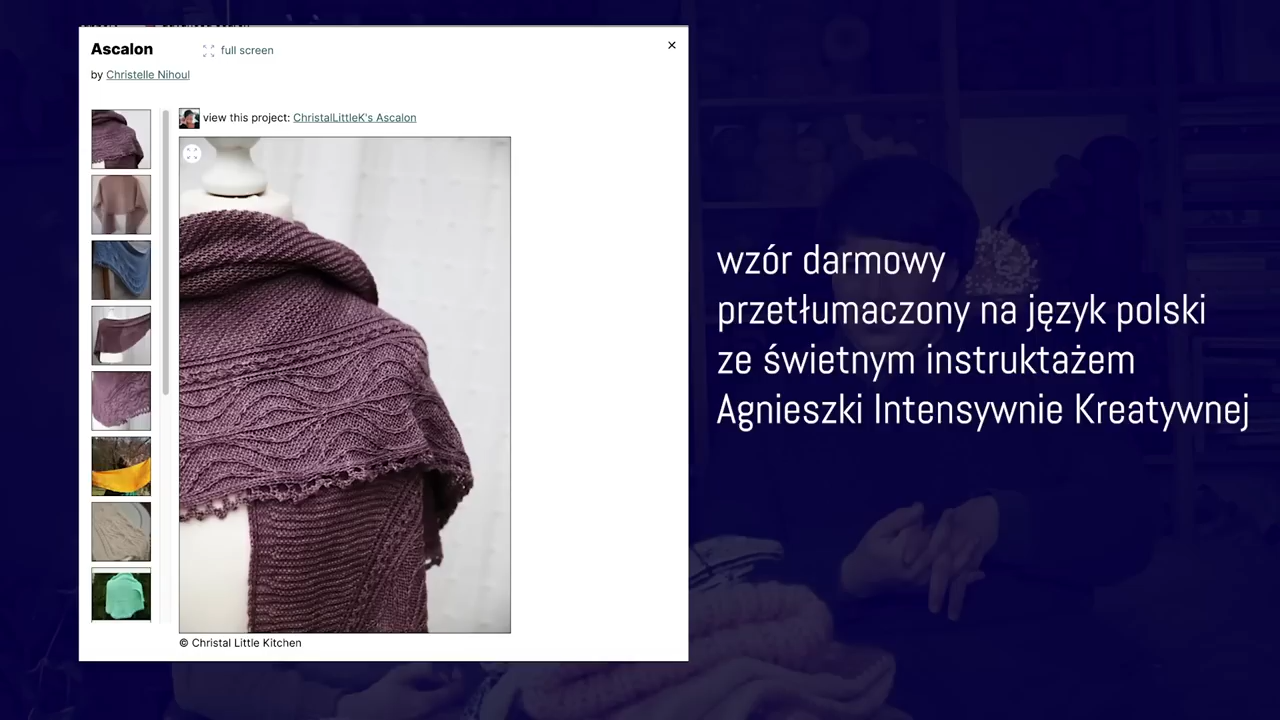 Ascalon
full screen
by Christelle Nihoul
view this project: ChristalLittleK's Ascalon
© Christal Little Kitchen
wzór darmowy
przetłumaczony na język polski
ze świetnym instruktażem
Agnieszki Intensywnie Kreatywnej